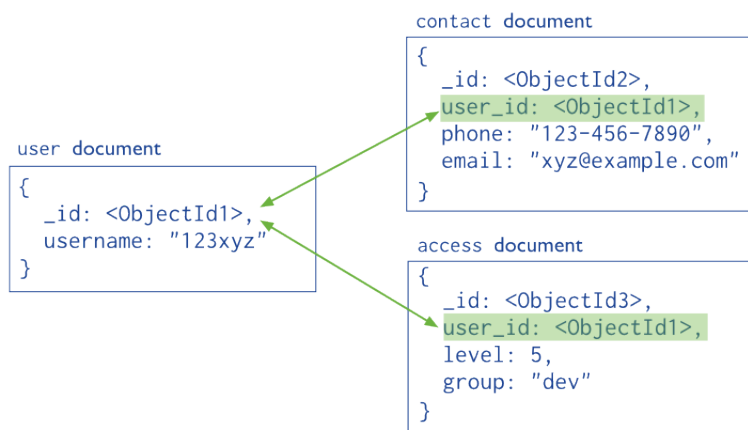 contact document
{
_id: <ObjectId2>,
user_id: <ObjectId1>,
phone: "123-456-7890",
email: "xyz@example.com"
}
user document
{
_id: <ObjectId1>,
username: "123xyz"
}
access document
{
_id: <ObjectId3>,
user_id: <ObjectId1>,
level: 5,
group: "dev"
}